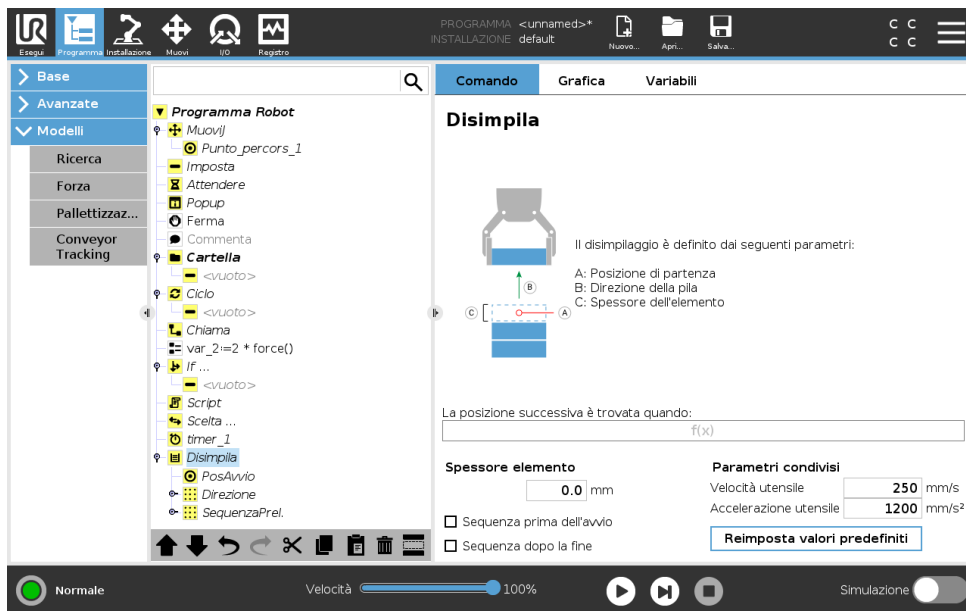 PROGRAMMA <unnamed>*
INSTALLAZIONE default
Esegui
Programma
Installazione
Muovi
I/O
Registro
Nuovo...
Apri...
Salva...
C C
C C
Base
Avanzate
Modelli
Ricerca
Forza
Pallettizzaz...
Conveyor
Tracking
Programma Robot
MuoviJ
Punto_percors_1
Imposta
Attendere
Popup
Ferma
Commenta
Cartella
<vuoto>
Ciclo
<vuoto>
Chiama
var_2:=2 * force()
If ...
<vuoto>
Script
Scelta ...
timer_1
Disimpila
PosAvvio
Direzione
SequenzaPrel.
Comando
Grafica
Variabili
Disimpila
Il disimpilaggio è definito dai seguenti parametri:
A: Posizione di partenza
B: Direzione della pila
C: Spessore dell'elemento
B
C
A
La posizione successiva è trovata quando:
f(x)
Spessore elemento
0.0 mm
Sequenza prima dell'avvio
Sequenza dopo la fine
Parametri condivisi
Velocità utensile 250 mm/s
Accelerazione utensile 1200 mm/s²
Reimposta valori predefiniti
Normale
Velocità 100%
Simulazione